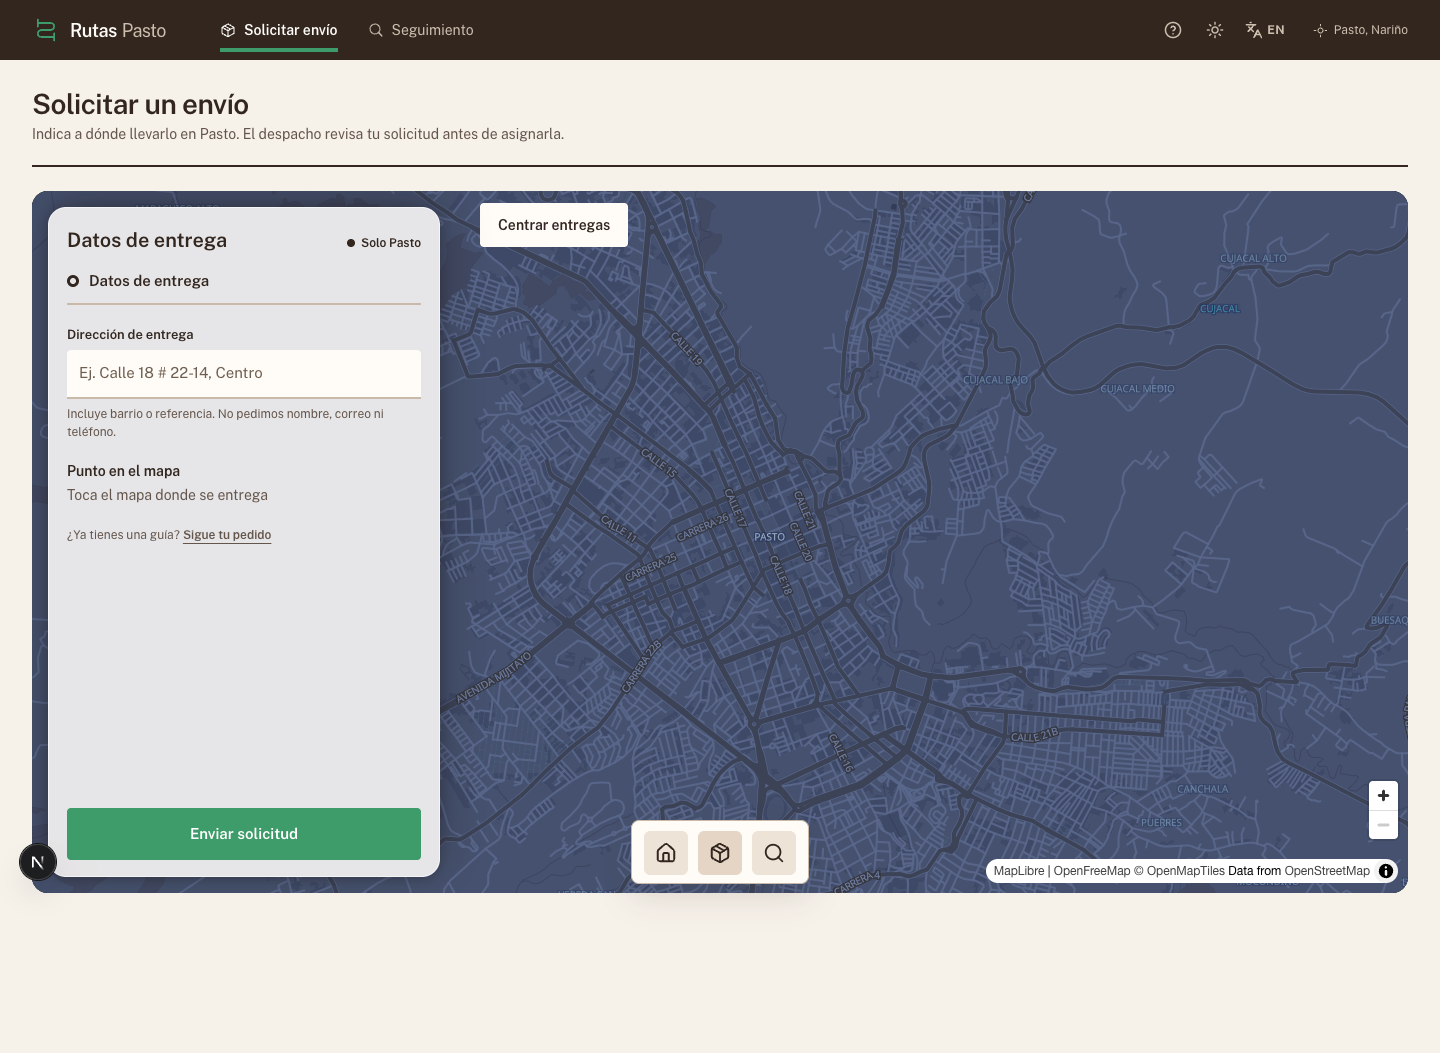 Rutas Pasto
Solicitar envío
Seguimiento
EN
Pasto, Nariño
Solicitar un envío
Indica a dónde llevarlo en Pasto. El despacho revisa tu solicitud antes de asignarla.
Datos de entrega
Solo Pasto
Datos de entrega
Dirección de entrega
Ej. Calle 18 # 22-14, Centro
Incluye barrio o referencia. No pedimos nombre, correo ni
teléfono.
Punto en el mapa
Toca el mapa donde se entrega
¿Ya tienes una guía? Sigue tu pedido
Enviar solicitud
N
Centrar entregas
CUJACAL ALTO
CUJACAL
CALLE 19
CUJACAL BAJO
CUJACAL MEDIO
CALLE 15
CALLE 17
CALLE 21
CARRERA 26
CALLE 11
CALLE 20
PASTO
CARRERA 25
CALLE 18
CARRERA 22B
AVENIDA MIJITAYO
CALLE 21B
CALLE 16
CANCHALA
PUERRES
CARRERA 4
MapLibre | OpenFreeMap © OpenMapTiles Data from OpenStreetMap